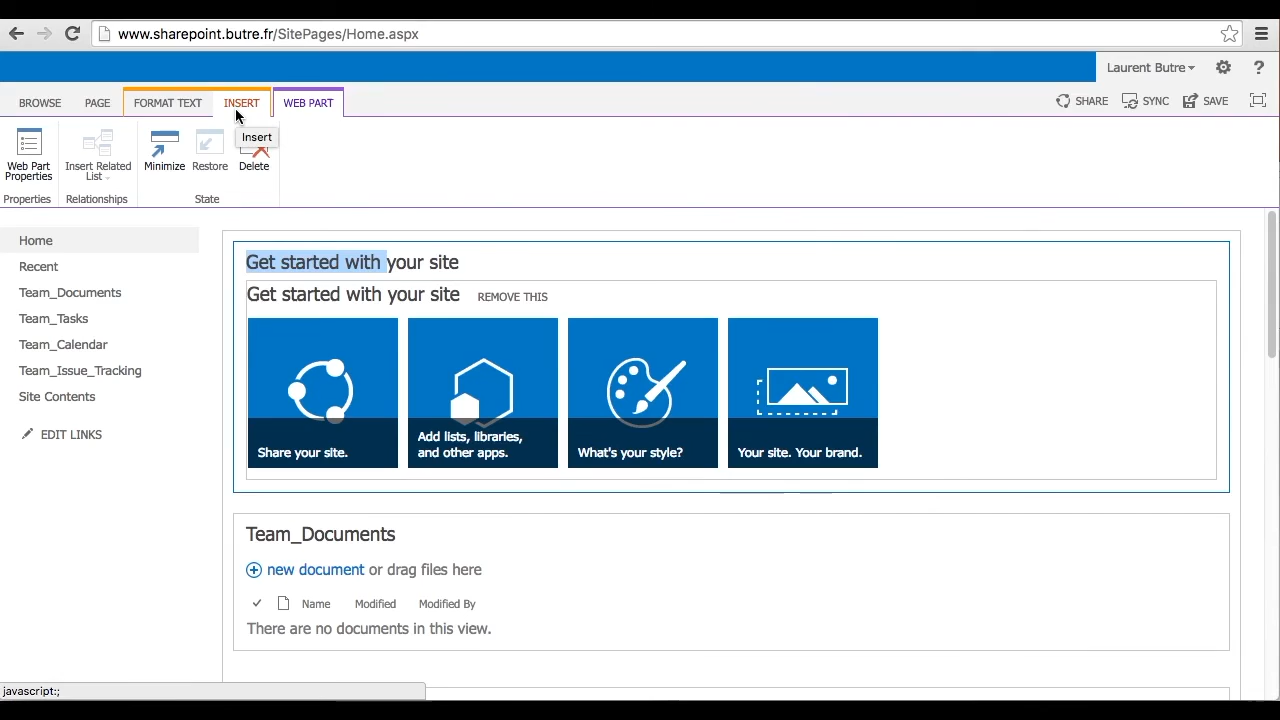 www.sharepoint.butre.fr/SitePages/Home.aspx
Laurent Butre
?
BROWSE PAGE FORMAT TEXT INSERT WEB PART
SHARE SYNC SAVE
Insert
Web Part
Properties
Insert Related
List
Minimize
Restore
Delete
Properties
Relationships
State
Home
Recent
Team_Documents
Team_Tasks
Team_Calendar
Team_Issue_Tracking
Site Contents
EDIT LINKS
Get started with your site
Get started with your site REMOVE THIS
Share your site.
Add lists, libraries,
and other apps.
What's your style?
Your site. Your brand.
Team_Documents
new document or drag files here
Name Modified Modified By
There are no documents in this view.
javascript:;